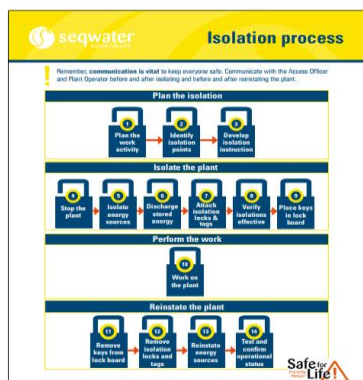 seqwater
WATER FOR LIFE
Isolation process
! Remember, communication is vital to keep everyone safe. Communicate with the Access Officer
and Plant Operator before and after isolating and before and after reinstating the plant.
Plan the isolation
1
Plan the
work
activity
2
Identify
isolation
points
3
Develop
isolation
instruction
Isolate the plant
4
Stop the
plant
5
Isolate
energy
sources
6
Discharge
stored
energy
7
Attach
isolation
locks &
tags
8
Verify
isolations
effective
9
Place keys
in lock
board
Perform the work
10
Work on
the plant
Reinstate the plant
11
Remove
keys from
lock board
12
Remove
isolation
locks and
tags
13
Reinstate
energy
sources
14
Test and
confirm
operational
status
Safe for
Life!